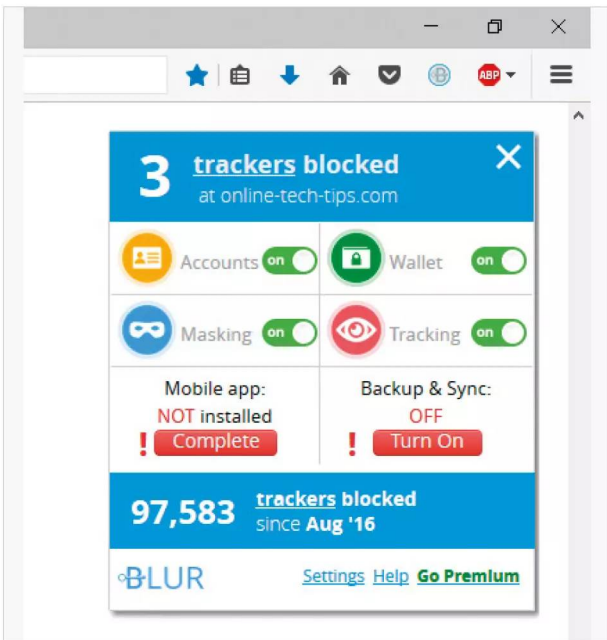 ABP
3 trackers blocked
at online-tech-tips.com
Accounts on
Wallet on
Masking on
Tracking on
Mobile app:
NOT installed
! Complete
Backup & Sync:
OFF
! Turn On
97,583 trackers blocked
since Aug '16
BLUR
Settings Help Go Premium